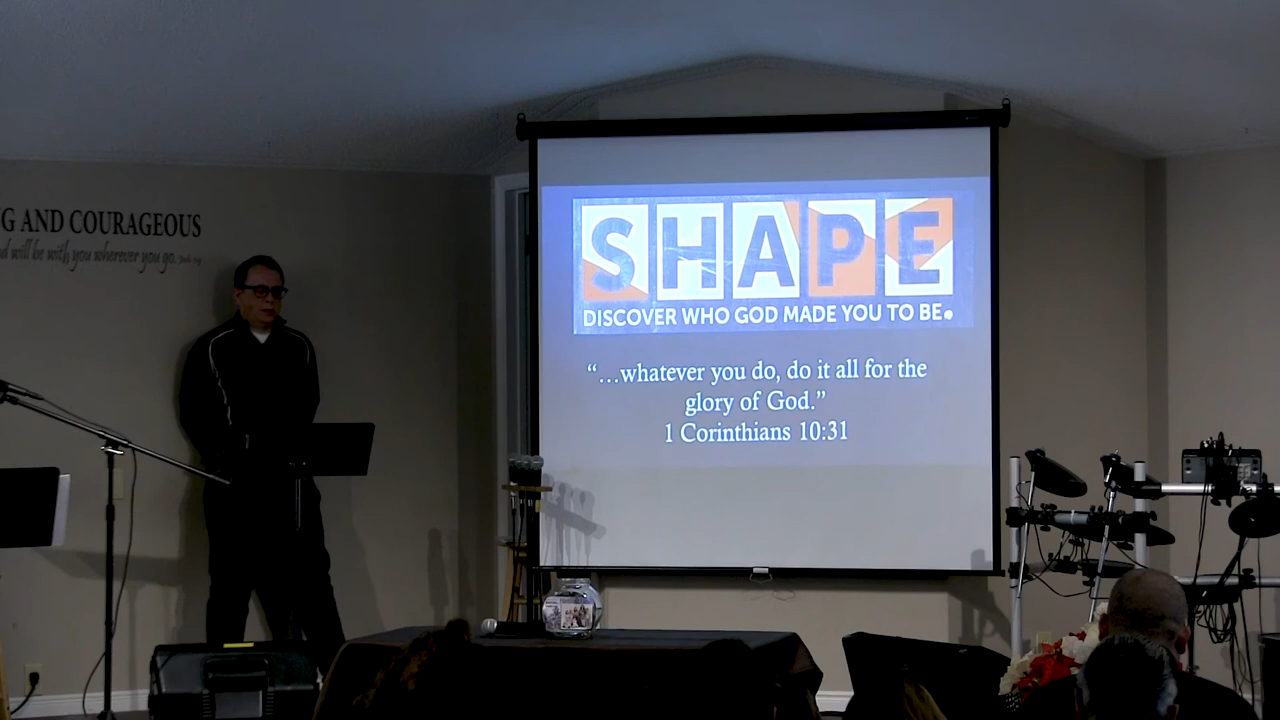 G AND COURAGEOUS
d will be with you wherever you go.
SHAPE
DISCOVER WHO GOD MADE YOU TO BE.
“…whatever you do, do it all for the
glory of God.”
1 Corinthians 10:31